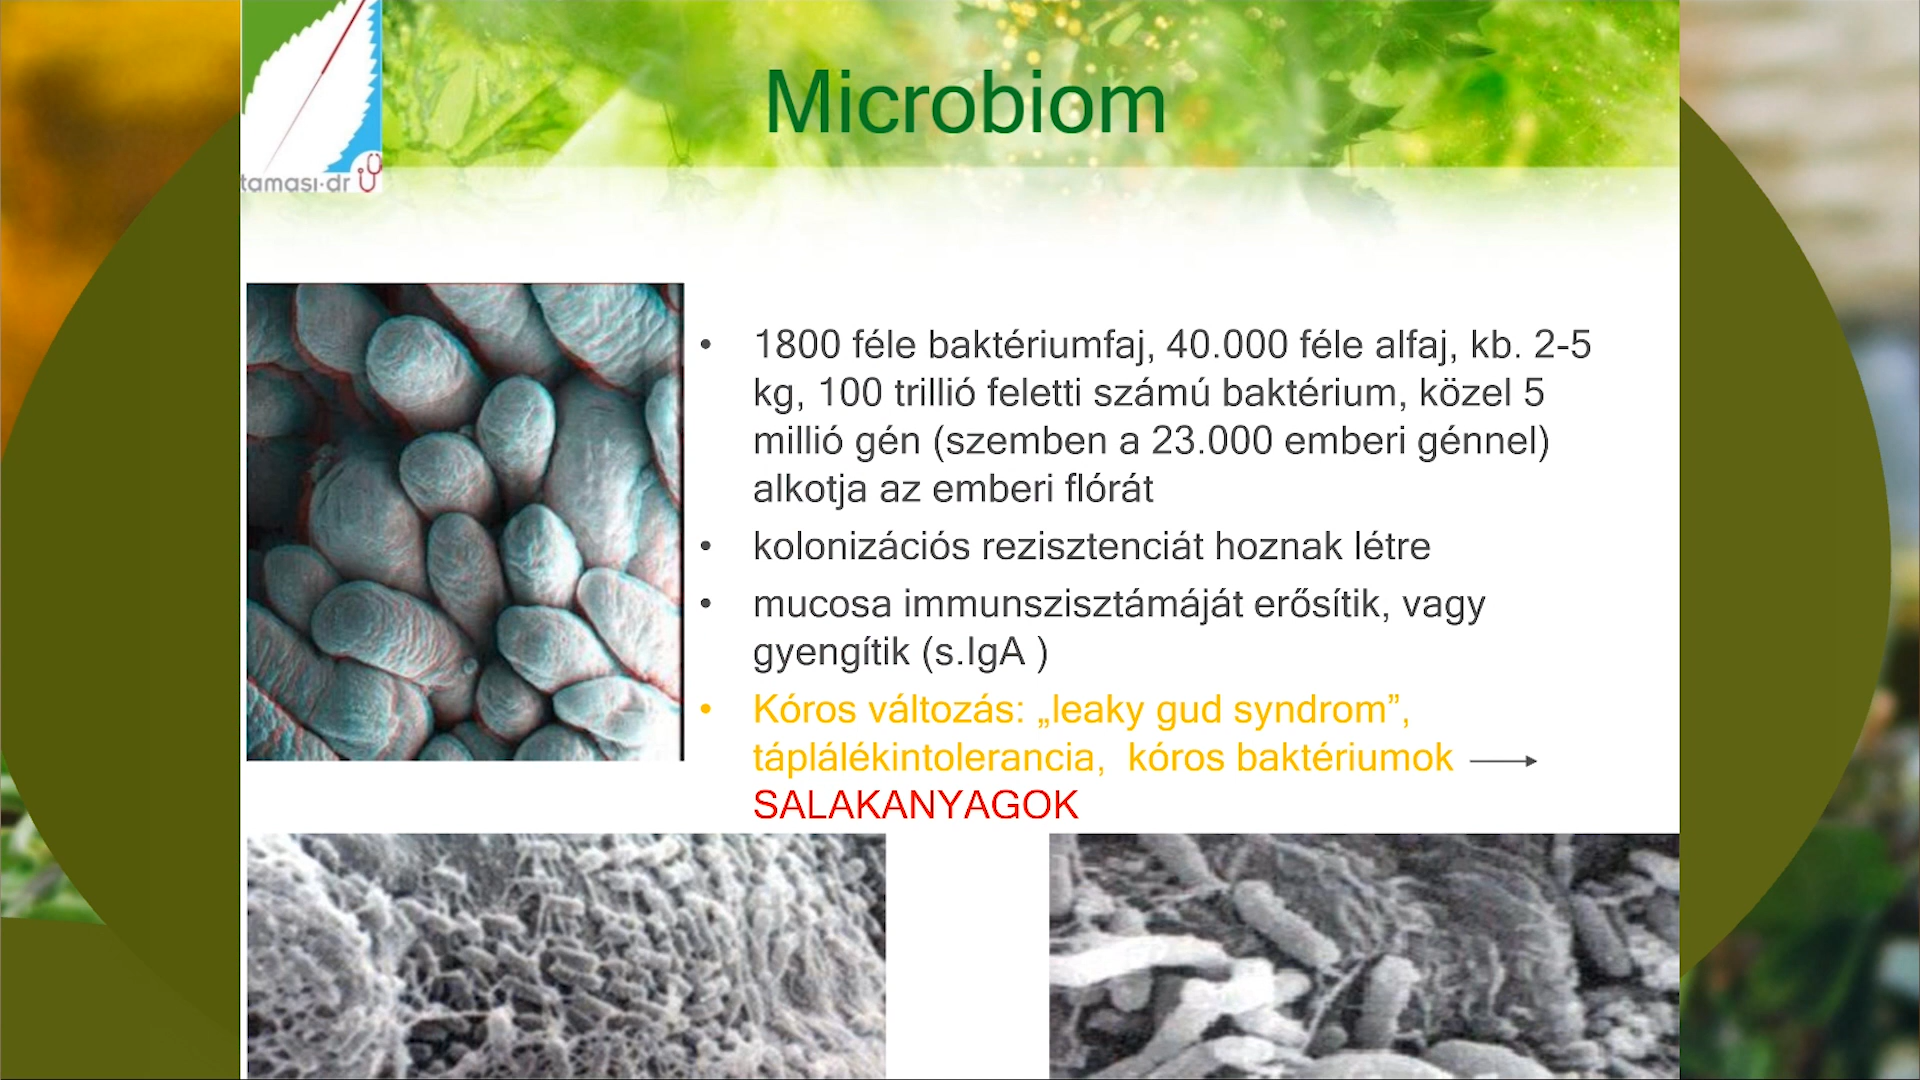 Microbiom
tamasi·dr
• 1800 féle baktériumfaj, 40.000 féle alfaj, kb. 2-5
kg, 100 trillió feletti számú baktérium, közel 5
millió gén (szemben a 23.000 emberi génnel)
alkotja az emberi flórát
• kolonizációs rezisztenciát hoznak létre
• mucosa immunszisztámáját erősítik, vagy
gyengítik (s.IgA )
• Kóros változás: „leaky gud syndrom”,
táplálékintolerancia,  kóros baktériumok →
SALAKANYAGOK